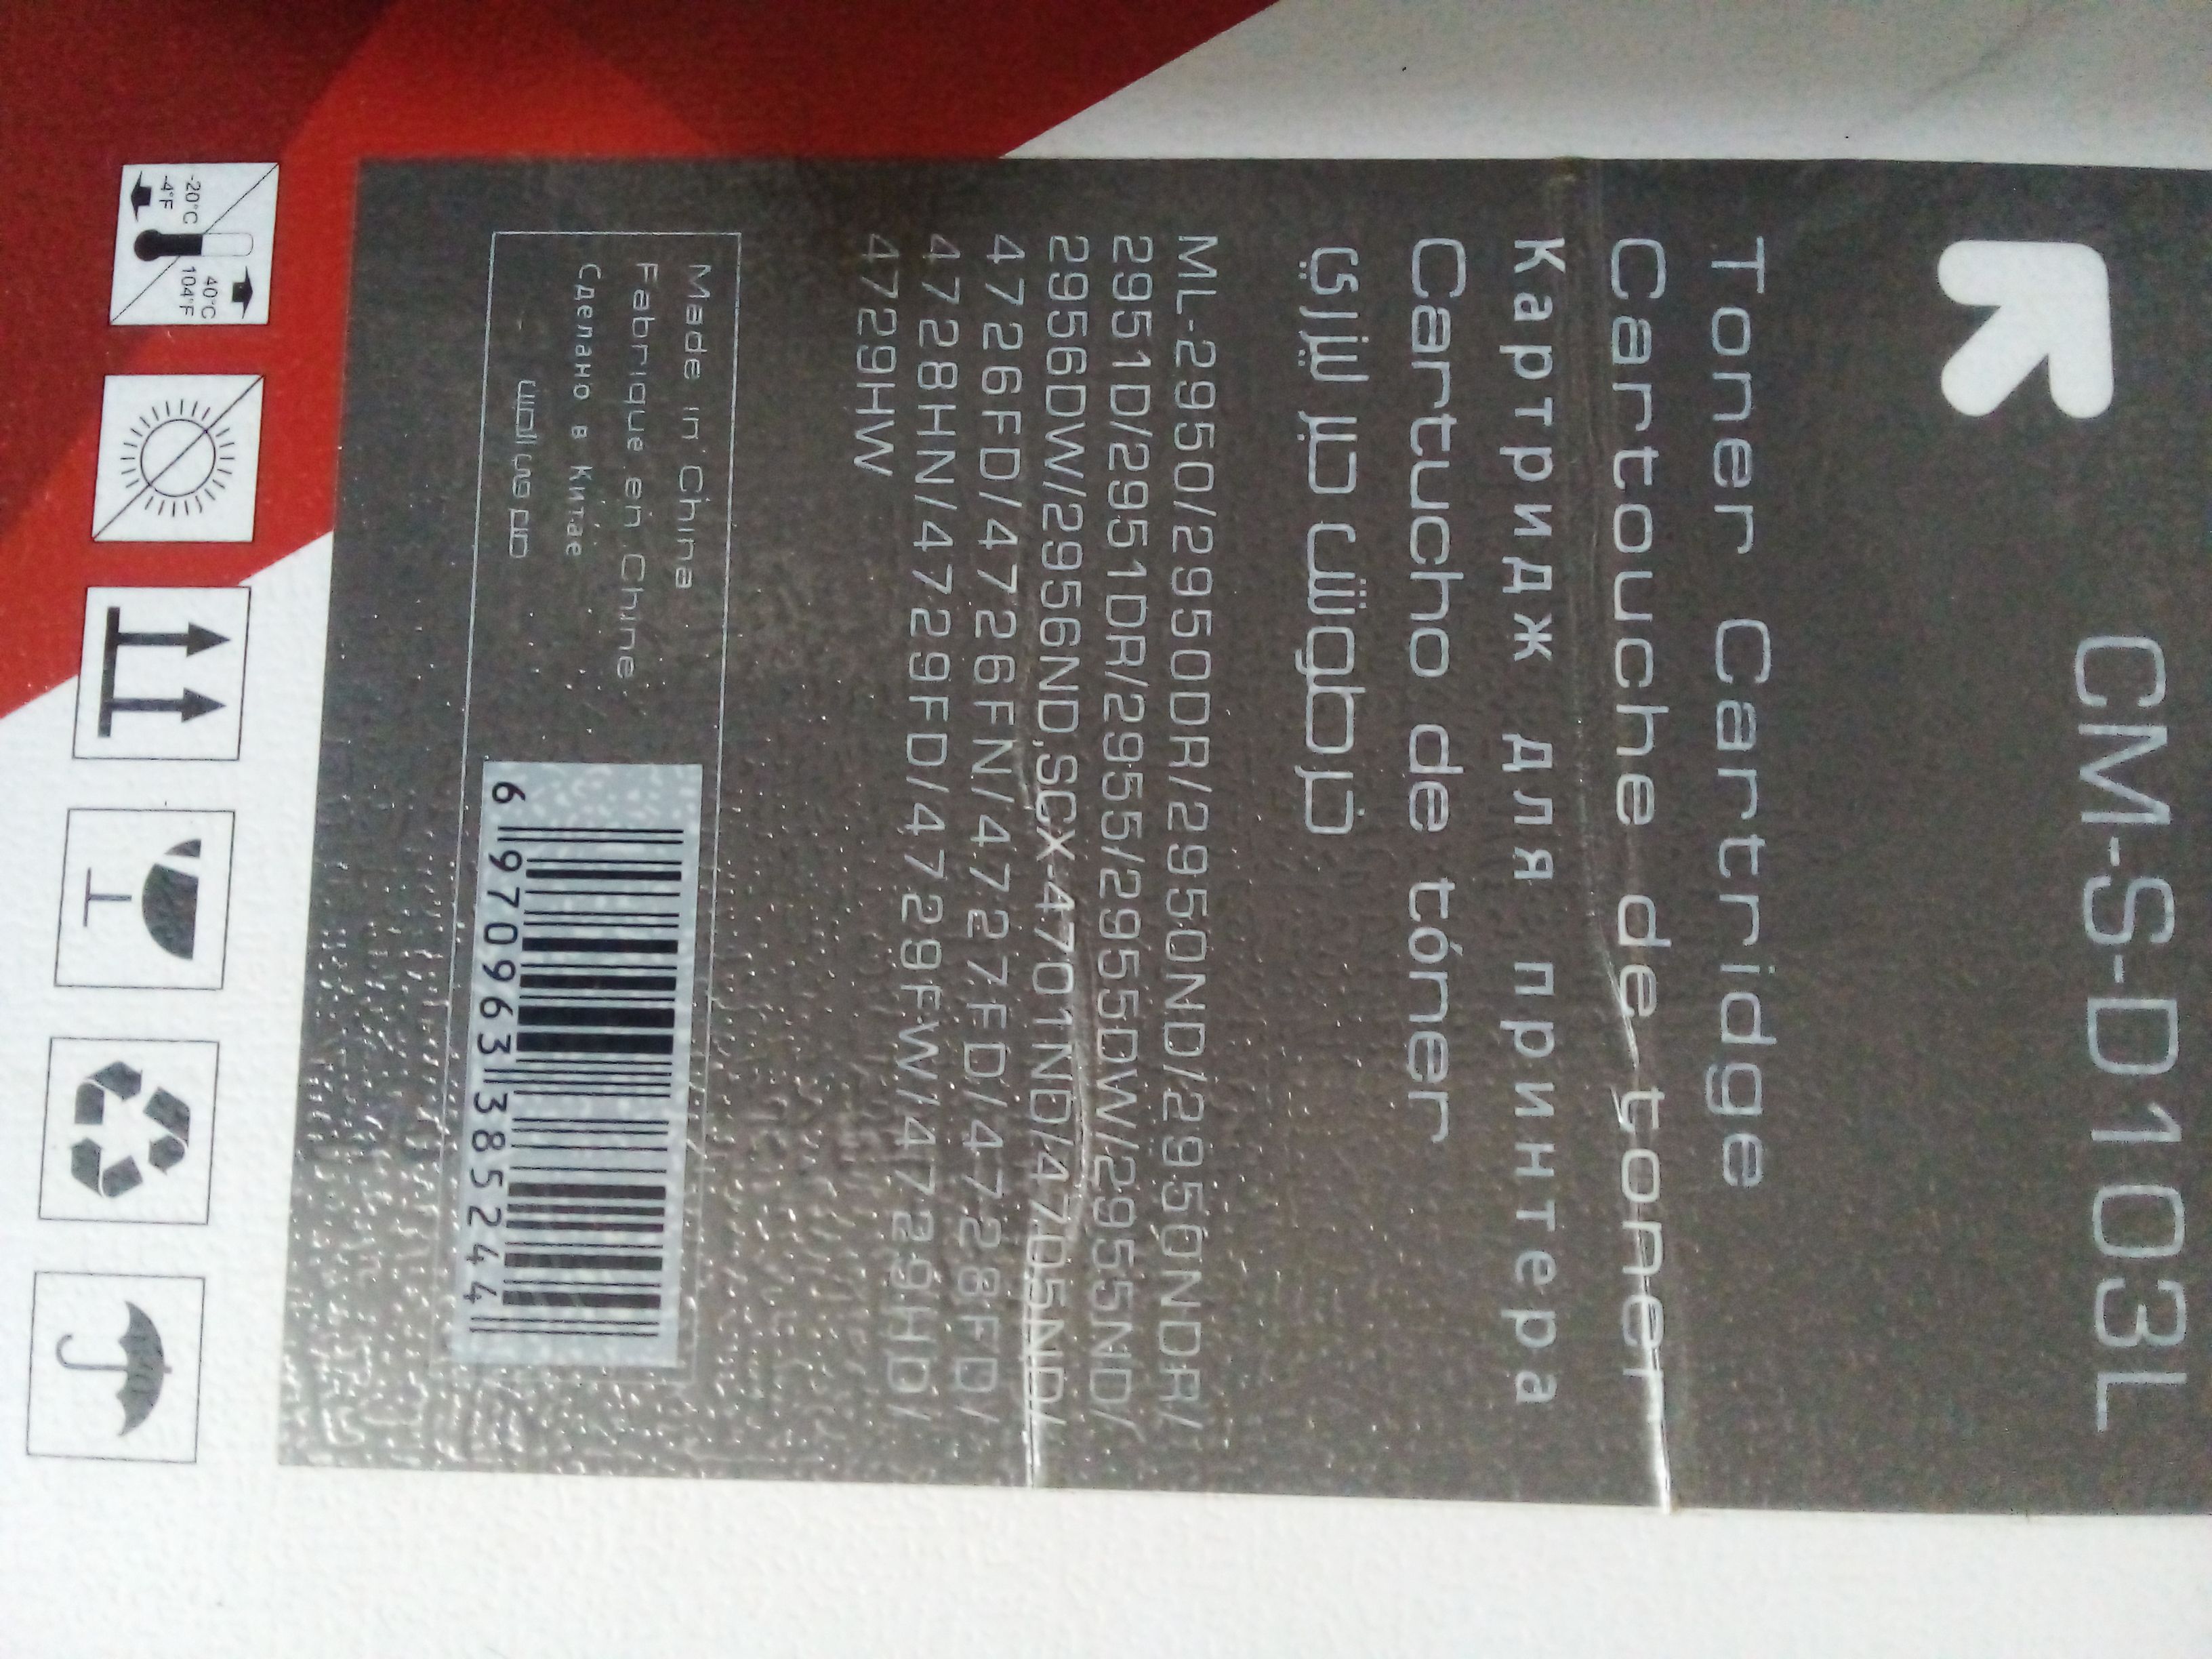 CM-S-D103L
Toner Cartridge
Cartouche de toner
Картридж для принтера
Cartucho de tóner
خرطوش حبر ليزري
ML-2950/2950DR/2950ND/2950NDR/
2951D/2951DR/2955/2955DW/2955ND/
2956DW/2956ND,SCX-4701ND/4705ND/
4726FD/4726FN/4727FD/4728FD/
4728HN/4729FD/4729FW/4729HD/
4729HW
Made in China
Fabriqué en Chine
Сделано в Китае
صنع في الصين
6 970963 385244
-20°C
-4°F
40°C
104°F